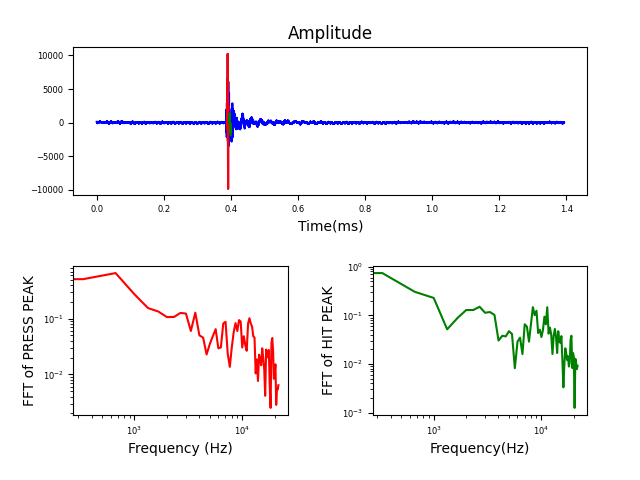 Amplitude
10000
5000
0
−5000
−10000
0.0 0.2 0.4 0.6 0.8 1.0 1.2 1.4
Time(ms)
FFT of PRESS PEAK
10⁻¹
10⁻²
10³ 10⁴
Frequency (Hz)
FFT of HIT PEAK
10⁰
10⁻¹
10⁻²
10⁻³
10³ 10⁴
Frequency(Hz)